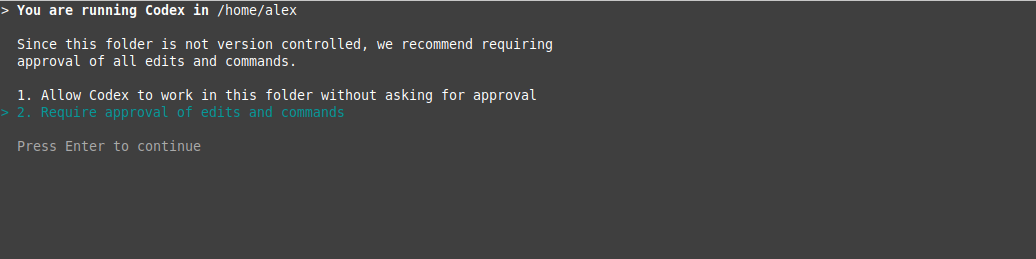 > You are running Codex in /home/alex
Since this folder is not version controlled, we recommend requiring
approval of all edits and commands.
1. Allow Codex to work in this folder without asking for approval
> 2. Require approval of edits and commands
Press Enter to continue